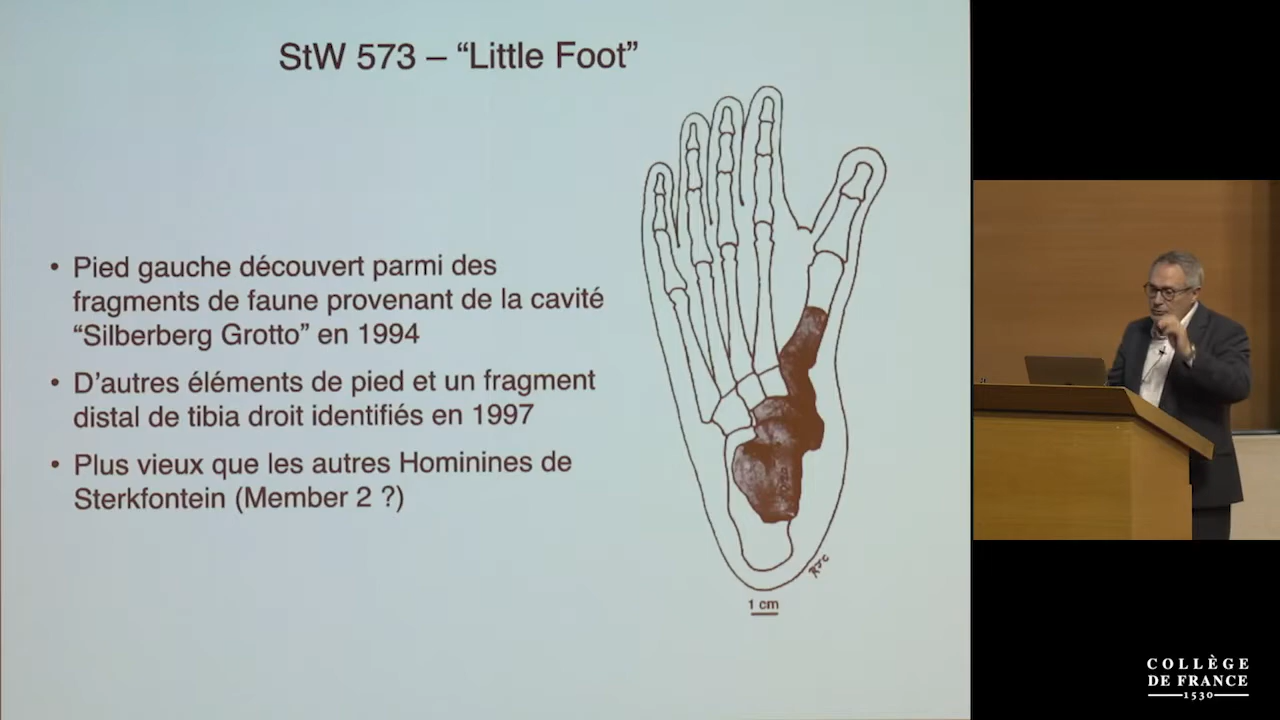 StW 573 – “Little Foot”
• Pied gauche découvert parmi des
fragments de faune provenant de la cavité
“Silberberg Grotto” en 1994
• D’autres éléments de pied et un fragment
distal de tibia droit identifiés en 1997
• Plus vieux que les autres Hominines de
Sterkfontein (Member 2 ?)
RJC
1 cm
COLLÈGE
DE FRANCE
1530